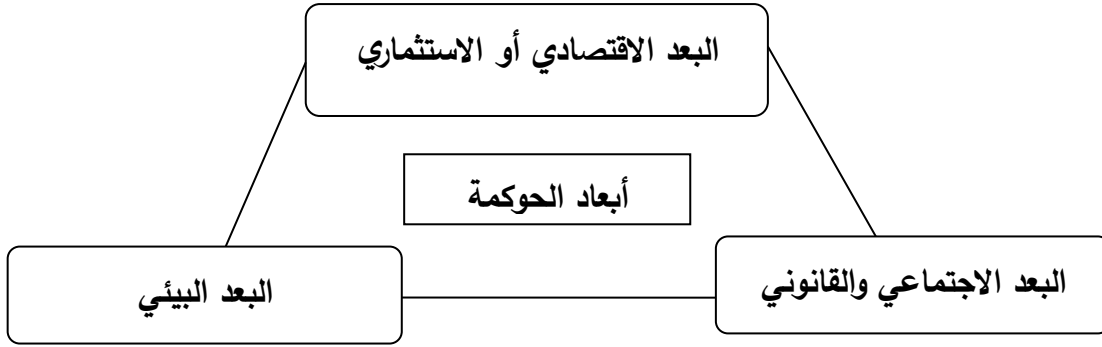 البعد الاقتصادي أو الاستثماري
أبعاد الحوكمة
البعد الاجتماعي والقانوني
البعد البيئي